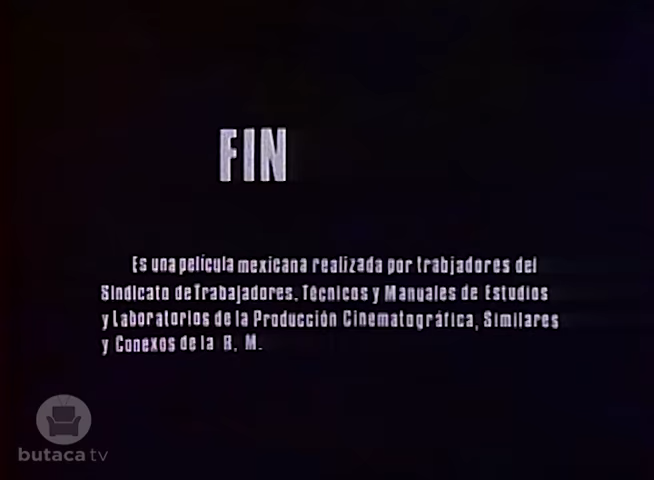 FIN
Es una película mexicana realizada por trabjadores del
Sindicato de Trabajadores, Técnicos y Manuales de Estudios
y Laboratorios de la Producción Cinematográfica, Similares
y Conexos de la R. M.
butaca tv